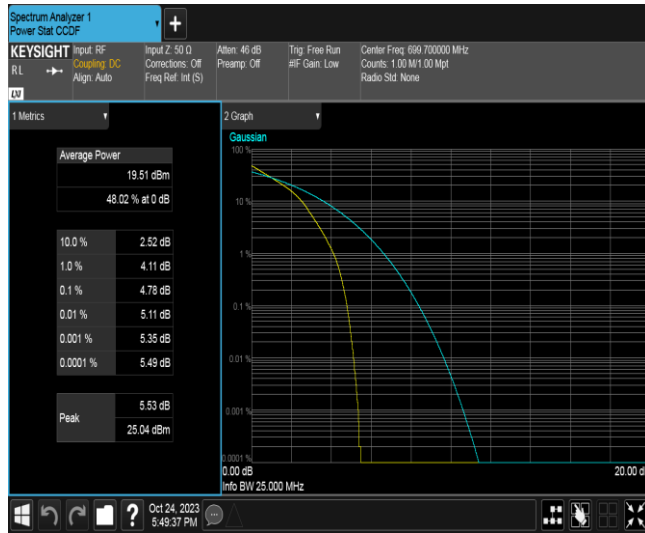 Spectrum Analyzer 1
Power Stat CCDF
KEYSIGHT
RL
LXI
Input: RF
Coupling: DC
Align: Auto
Input Z: 50 Ω
Corrections: Off
Freq Ref: Int (S)
Atten: 46 dB
Preamp: Off
Trig: Free Run
#IF Gain: Low
Center Freq: 699.700000 MHz
Counts: 1.00 M/1.00 Mpt
Radio Std: None
1 Metrics
Average Power
19.51 dBm
48.02 % at 0 dB
10.0 % 2.52 dB
1.0 % 4.11 dB
0.1 % 4.78 dB
0.01 % 5.11 dB
0.001 % 5.35 dB
0.0001 % 5.49 dB
Peak
5.53 dB
25.04 dBm
2 Graph
Gaussian
100 %
10 %
1 %
0.1 %
0.01 %
0.001 %
0.0001 %
0.00 dB
20.00 d
Info BW 25.000 MHz
Oct 24, 2023
5:49:37 PM